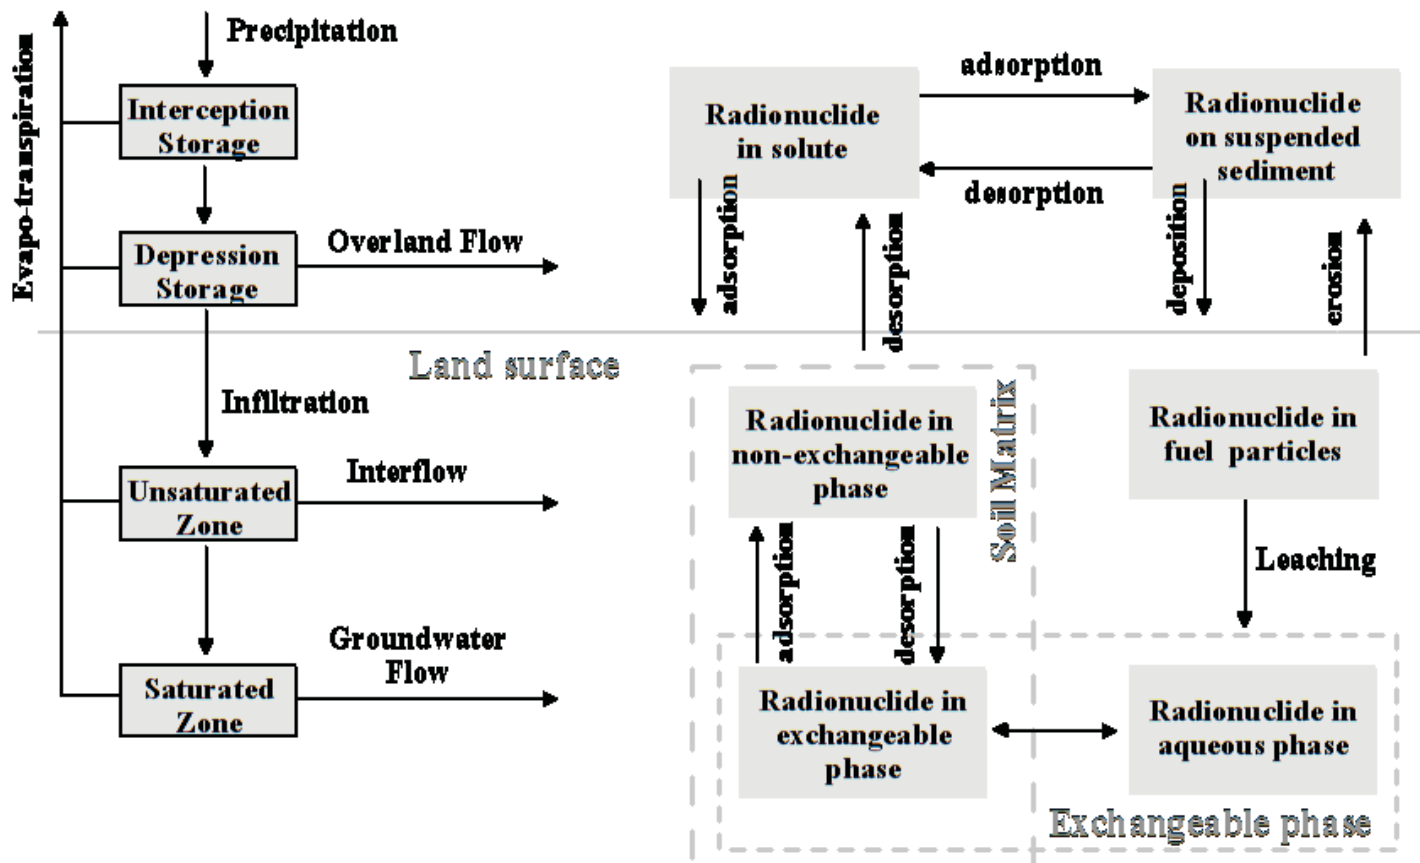 Precipitation
Evapo-transpiration
Interception
Storage
Depression
Storage
Overland Flow
Land surface
Infiltration
Unsaturated
Zone
Interflow
Saturated
Zone
Groundwater
Flow
Radionuclide
in solute
adsorption
desorption
Radionuclide
on suspended
sediment
adsorption
desorption
deposition
erosion
Soil Matrix
Radionuclide in
non-exchangeable
phase
Radionuclide in
fuel particles
adsorption
desorption
Leaching
Radionuclide in
exchangeable
phase
Radionuclide in
aqueous phase
Exchangeable phase